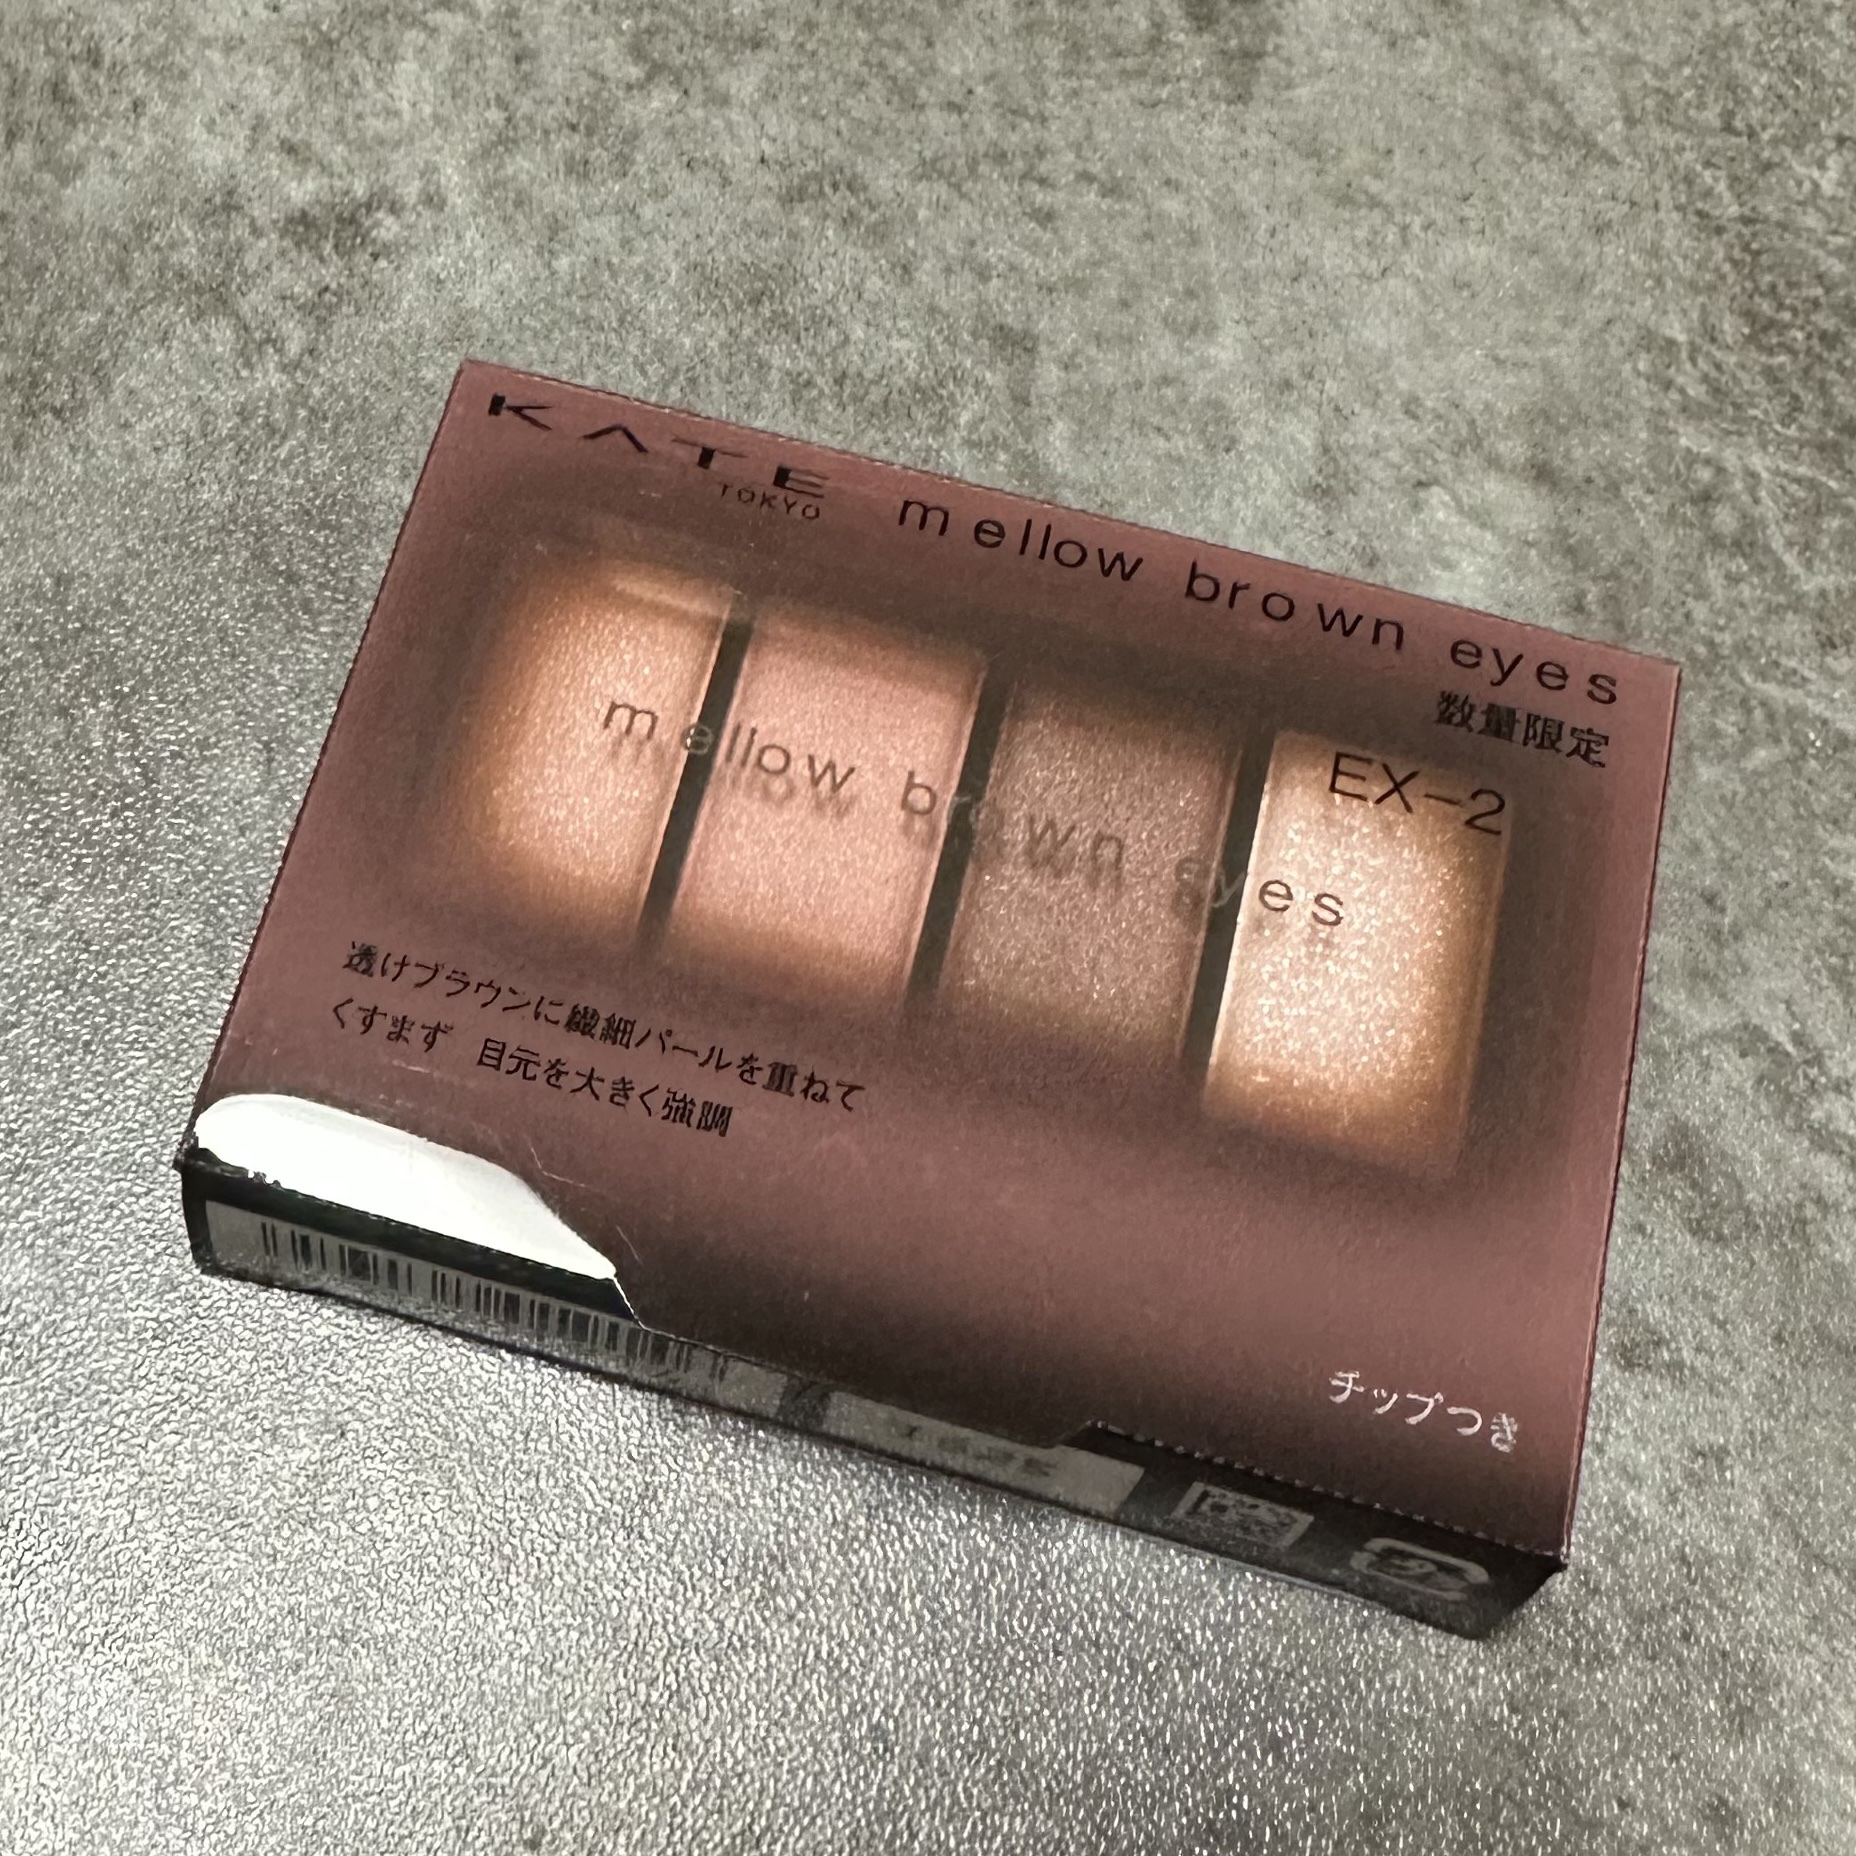 KATE
TOKYO
mellow brown eyes
数量限定
EX-2
mellow brown eyes
透けブラウンに繊細パールを重ねて
くすまず 目元を大きく強調
チップつき